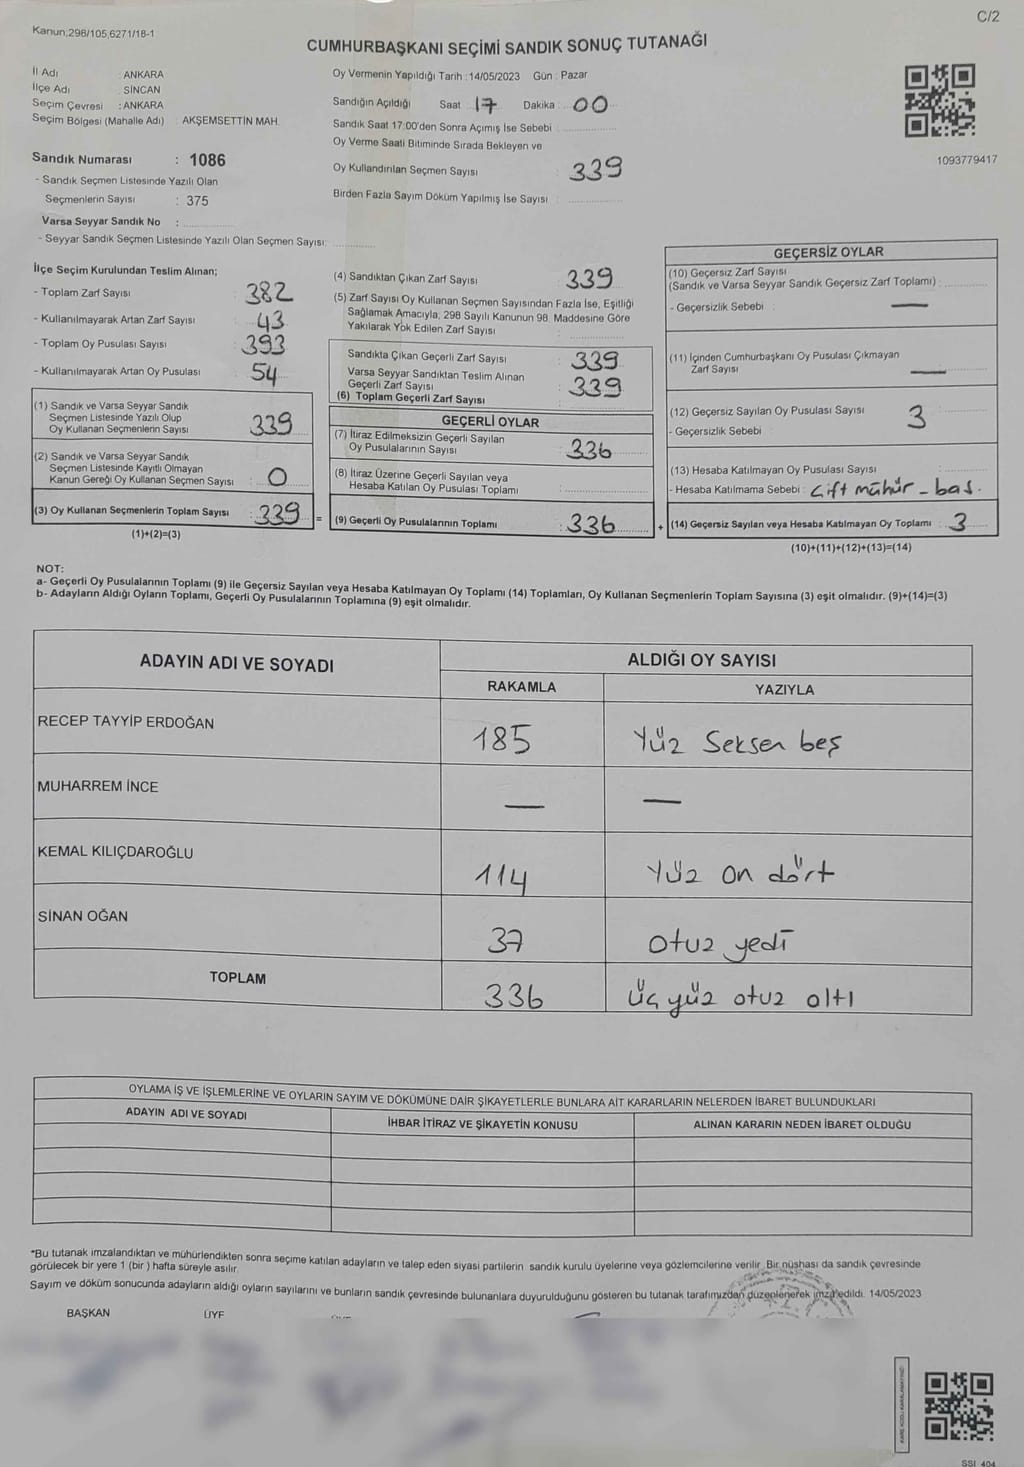 C/2
Kanun;298/105,6271/18-1
CUMHURBAŞKANI SEÇİMİ SANDIK SONUÇ TUTANAĞI
İl Adı : ANKARA
İlçe Adı : SİNCAN
Seçim Çevresi : ANKARA
Seçim Bölgesi (Mahalle Adı) : AKŞEMSETTİN MAH.
Sandık Numarası : 1086
- Sandık Seçmen Listesinde Yazılı Olan
Seçmenlerin Sayısı : 375
Varsa Seyyar Sandık No :
- Seyyar Sandık Seçmen Listesinde Yazılı Olan Seçmen Sayısı:
Oy Vermenin Yapıldığı Tarih :14/05/2023 Gün : Pazar
Sandığın Açıldığı Saat : 17 Dakika : 00
Sandık Saat 17:00'den Sonra Açımış İse Sebebi :
Oy Verme Saati Bitiminde Sırada Bekleyen ve
Oy Kullandırılan Seçmen Sayısı : 339
Birden Fazla Sayım Döküm Yapılmış İse Sayısı :
1093779417
İlçe Seçim Kurulundan Teslim Alınan;
- Toplam Zarf Sayısı : 382
- Kullanılmayarak Artan Zarf Sayısı : 43
- Toplam Oy Pusulası Sayısı : 393
- Kullanılmayarak Artan Oy Pusulası : 54
(1) Sandık ve Varsa Seyyar Sandık
Seçmen Listesinde Yazılı Olup
Oy Kullanan Seçmenlerin Sayısı : 339
(2) Sandık ve Varsa Seyyar Sandık
Seçmen Listesinde Kayıtlı Olmayan
Kanun Gereği Oy Kullanan Seçmen Sayısı : 0
(3) Oy Kullanan Seçmenlerin Toplam Sayısı : 339 =
(1)+(2)=(3)
(4) Sandıktan Çıkan Zarf Sayısı : 339
(5) Zarf Sayısı Oy Kullanan Seçmen Sayısından Fazla İse, Eşitliği
Sağlamak Amacıyla; 298 Sayılı Kanunun 98. Maddesine Göre
Yakılarak Yok Edilen Zarf Sayısı :
Sandıkta Çıkan Geçerli Zarf Sayısı : 339
Varsa Seyyar Sandıktan Teslim Alınan
Geçerli Zarf Sayısı : 339
(6) Toplam Geçerli Zarf Sayısı
GEÇERLİ OYLAR
(7) İtiraz Edilmeksizin Geçerli Sayılan
Oy Pusulalarının Sayısı : 336
(8) İtiraz Üzerine Geçerli Sayılan veya
Hesaba Katılan Oy Pusulası Toplamı :
(9) Geçerli Oy Pusulalarının Toplamı : 336 +
GEÇERSİZ OYLAR
(10) Geçersiz Zarf Sayısı
(Sandık ve Varsa Seyyar Sandık Geçersiz Zarf Toplamı) :
- Geçersizlik Sebebi : —
(11) İçinden Cumhurbaşkanı Oy Pusulası Çıkmayan
Zarf Sayısı : —
(12) Geçersiz Sayılan Oy Pusulası Sayısı : 3
- Geçersizlik Sebebi :
(13) Hesaba Katılmayan Oy Pusulası Sayısı :
- Hesaba Katılmama Sebebi : Çift mühür - bas.
(14) Geçersiz Sayılan veya Hesaba Katılmayan Oy Toplamı : 3
(10)+(11)+(12)+(13)=(14)
NOT:
a- Geçerli Oy Pusulalarının Toplamı (9) ile Geçersiz Sayılan veya Hesaba Katılmayan Oy Toplamı (14) Toplamları, Oy Kullanan Seçmenlerin Toplam Sayısına (3) eşit olmalıdır. (9)+(14)=(3)
b- Adayların Aldığı Oyların Toplamı, Geçerli Oy Pusulalarının Toplamına (9) eşit olmalıdır.
ADAYIN ADI VE SOYADI ALDIĞI OY SAYISI
RAKAMLA YAZIYLA
RECEP TAYYİP ERDOĞAN 185 Yüz Seksen beş
MUHARREM İNCE — —
KEMAL KILIÇDAROĞLU 114 Yüz on dört
SİNAN OĞAN 37 Otuz yedi
TOPLAM 336 üç yüz otuz altı
OYLAMA İŞ VE İŞLEMLERİNE VE OYLARIN SAYIM VE DÖKÜMÜNE DAİR ŞİKAYETLERLE BUNLARA AİT KARARLARIN NELERDEN İBARET BULUNDUKLARI
ADAYIN ADI VE SOYADI İHBAR İTİRAZ VE ŞİKAYETİN KONUSU ALINAN KARARIN NEDEN İBARET OLDUĞU
*Bu tutanak imzalandıktan ve mühürlendikten sonra seçime katılan adayların ve talep eden siyasi partilerin sandık kurulu üyelerine veya gözlemcilerine verilir. Bir nüshası da sandık çevresinde
görülecek bir yere 1 (bir ) hafta süreyle asılır.
Sayım ve döküm sonucunda adayların aldığı oyların sayılarını ve bunların sandık çevresinde bulunanlara duyurulduğunu gösteren bu tutanak tarafımızdan düzenlenerek imza edildi. 14/05/2023
BAŞKAN ÜYE
KARE KODU KARALAMAYINIZ!
SSI_404